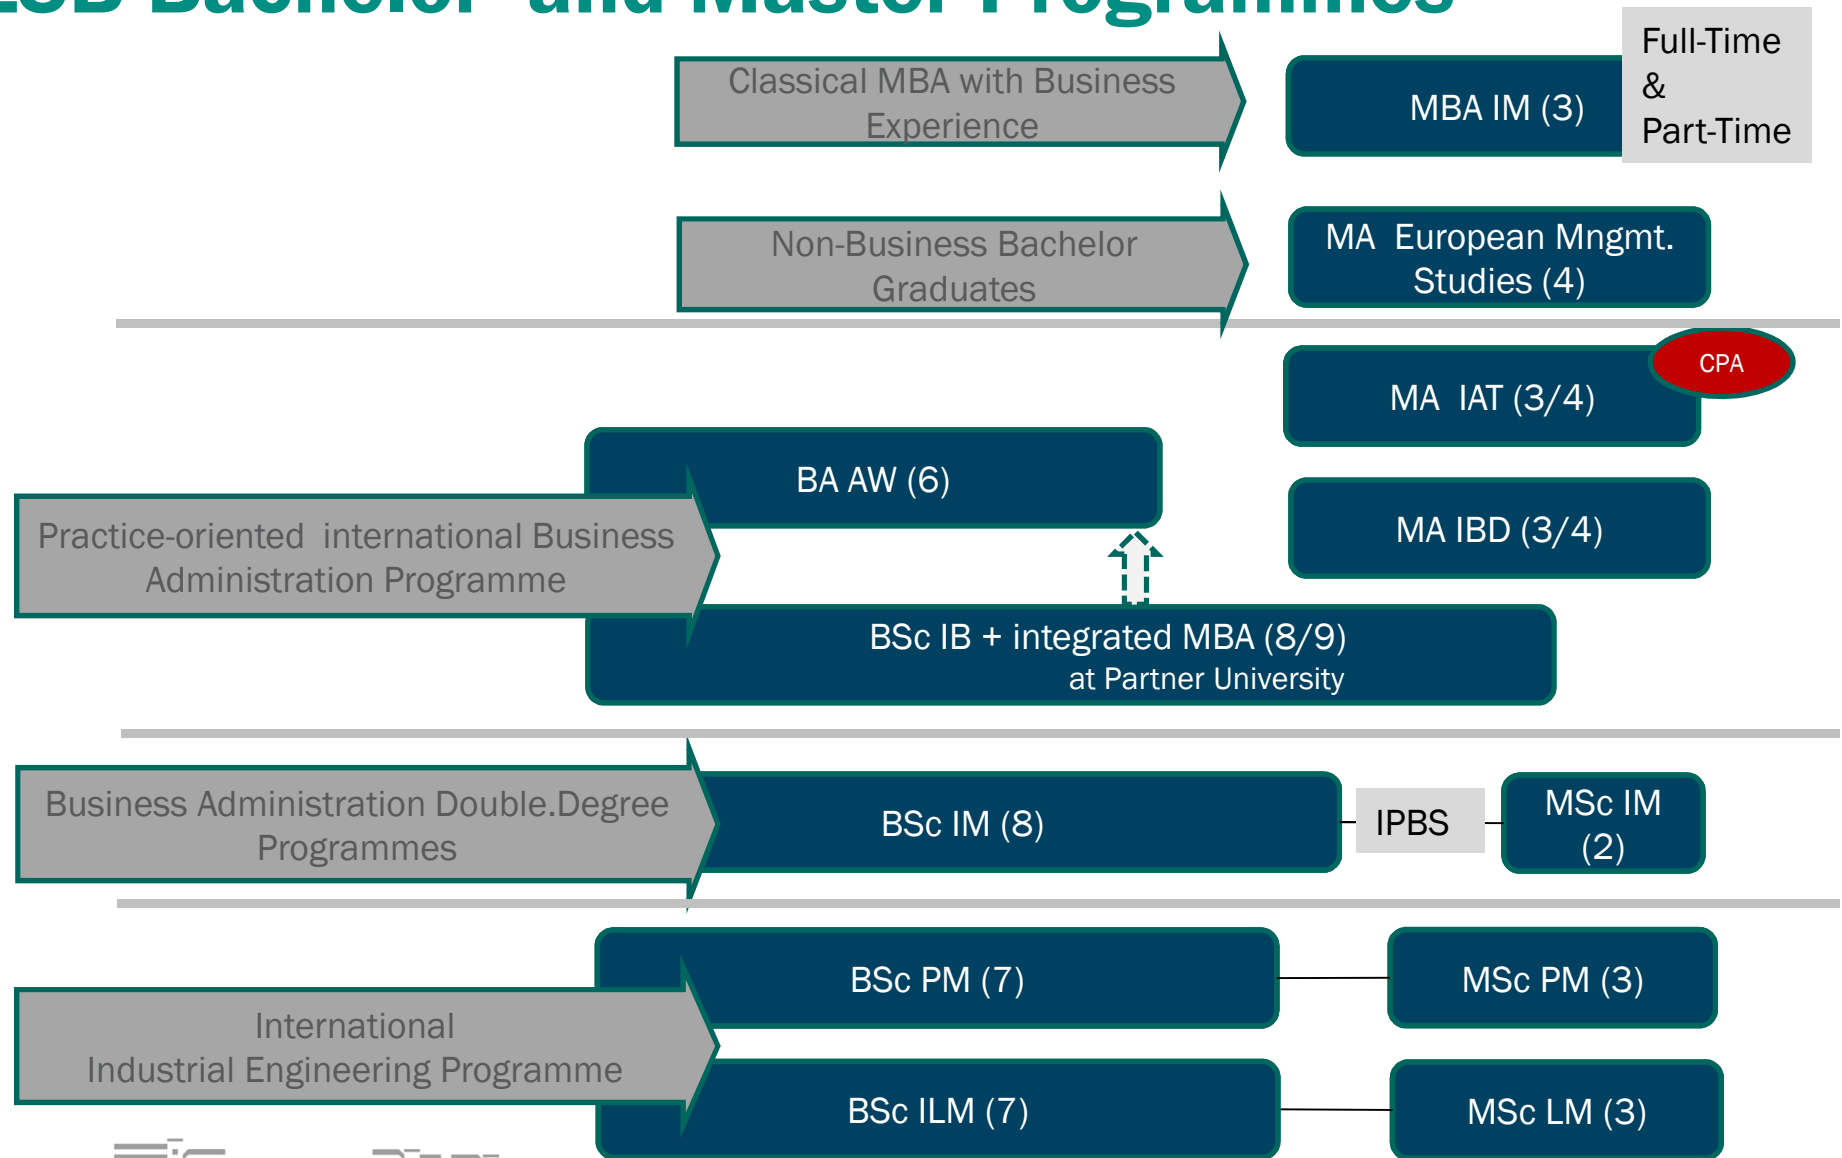 Bachelor and Master Programmes
Full-Time
&
Part-Time
Classical MBA with Business
Experience
MBA IM (3)
Non-Business Bachelor
Graduates
MA  European Mngmt.
Studies (4)
CPA
MA  IAT (3/4)
BA AW (6)
MA IBD (3/4)
Practice-oriented  international Business
Administration Programme
BSc IB + integrated MBA (8/9)
at Partner University
Business Administration Double.Degree
Programmes
BSc IM (8)
IPBS
MSc IM
(2)
BSc PM (7)
MSc PM (3)
International
Industrial Engineering Programme
BSc ILM (7)
MSc LM (3)